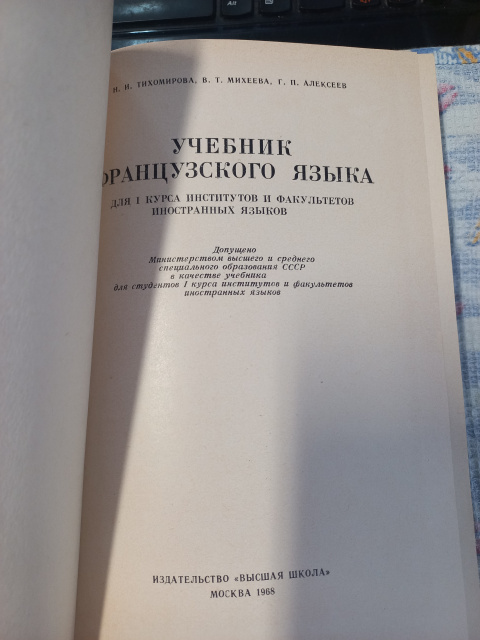 Н. И. ТИХОМИРОВА, В. Т. МИХЕЕВА, Г. П. АЛЕКСЕЕВ
УЧЕБНИК
ФРАНЦУЗСКОГО ЯЗЫКА
ДЛЯ I КУРСА ИНСТИТУТОВ И ФАКУЛЬТЕТОВ
ИНОСТРАННЫХ ЯЗЫКОВ
Допущено
Министерством высшего и среднего
специального образования СССР
в качестве учебника
для студентов I курса институтов и факультетов
иностранных языков
ИЗДАТЕЛЬСТВО «ВЫСШАЯ ШКОЛА»
МОСКВА 1968